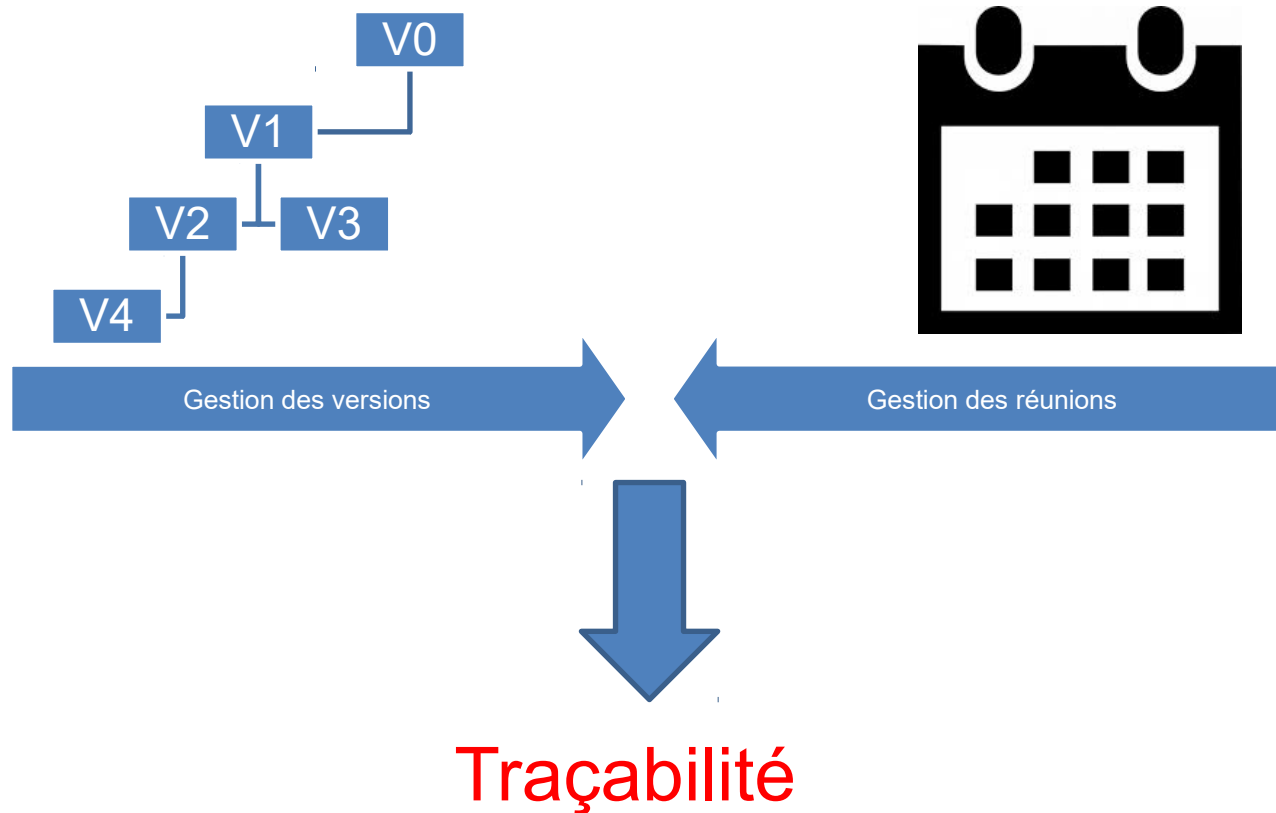 V0
V1
V2
V3
V4
Gestion des versions
Gestion des réunions
Traçabilité